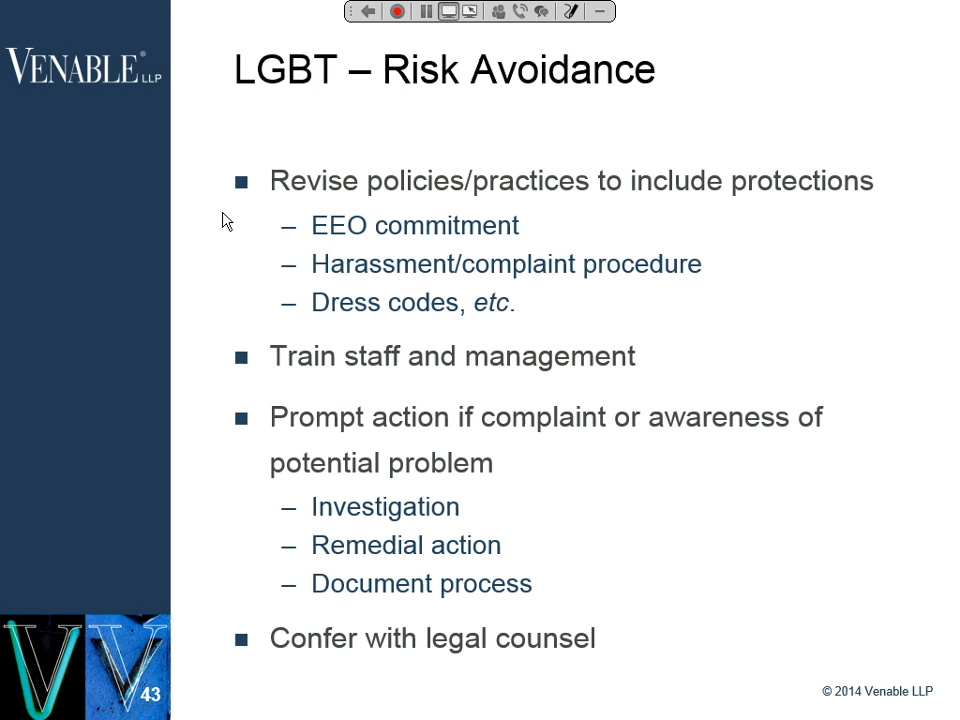 VENABLE® LLP
LGBT – Risk Avoidance
■ Revise policies/practices to include protections
– EEO commitment
– Harassment/complaint procedure
– Dress codes, etc.
■ Train staff and management
■ Prompt action if complaint or awareness of
potential problem
– Investigation
– Remedial action
– Document process
■ Confer with legal counsel
43
© 2014 Venable LLP